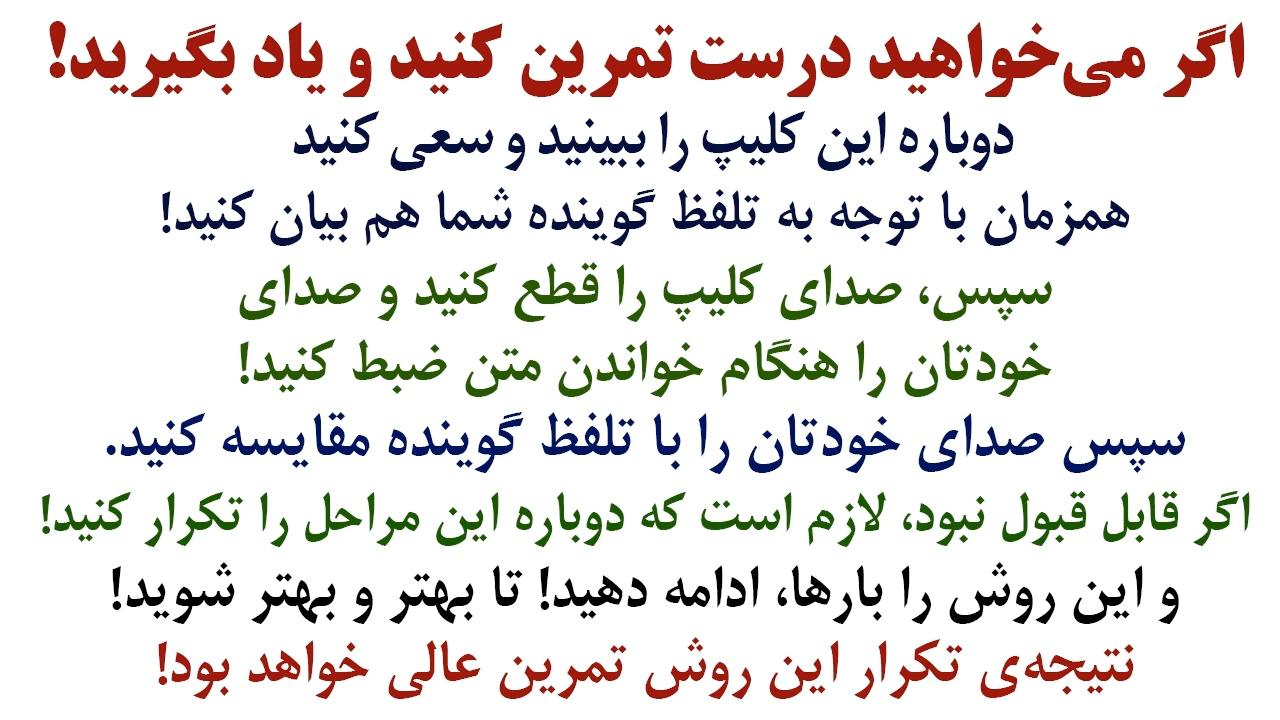 اگر می‌خواهید درست تمرین کنید و یاد بگیرید!
دوباره این کلیپ را ببینید و سعی کنید
همزمان با توجه به تلفظ گوینده شما هم بیان کنید!
سپس، صدای کلیپ را قطع کنید و صدای
خودتان را هنگام خواندن متن ضبط کنید!
سپس صدای خودتان را با تلفظ گوینده مقایسه کنید.
اگر قابل قبول نبود، لازم است که دوباره این مراحل را تکرار کنید!
و این روش را بارها، ادامه دهید! تا بهتر و بهتر شوید!
نتیجه‌ی تکرار این روش تمرین عالی خواهد بود!